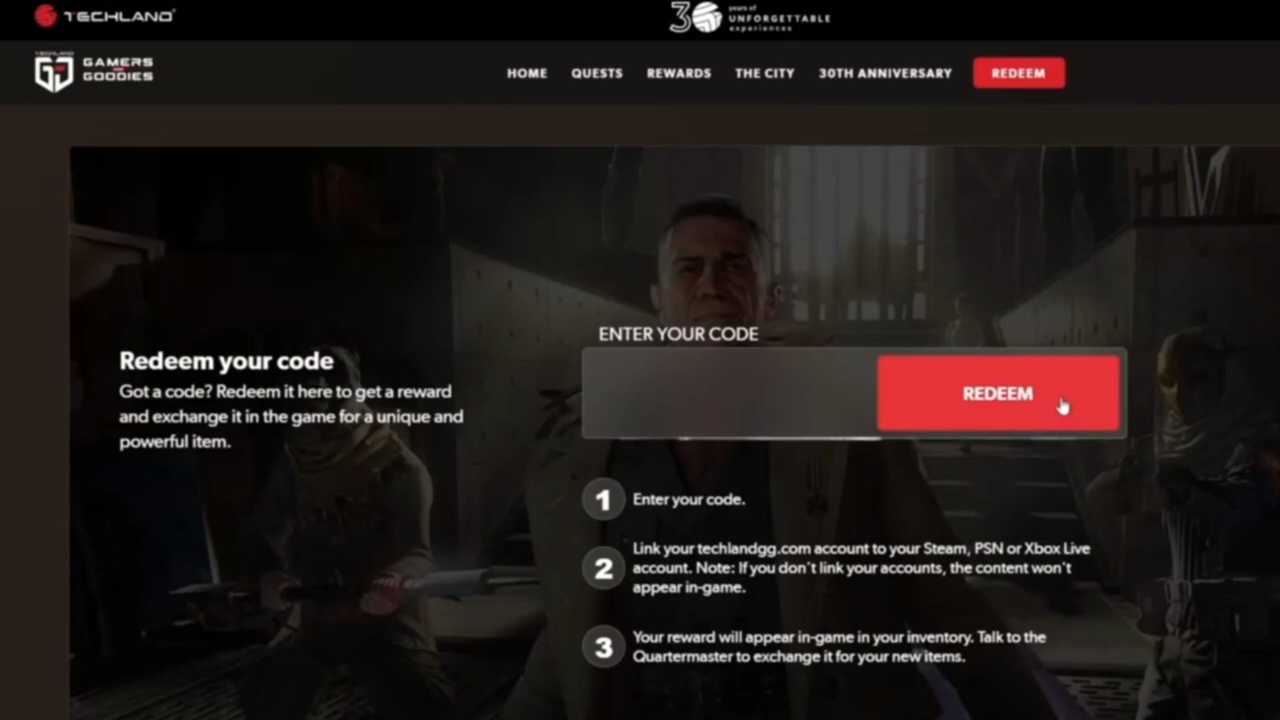 TECHLAND
30 years of
UNFORGETTABLE
experiences
TECHLAND
GG GAMERS
AND
GOODIES
HOME QUESTS REWARDS THE CITY 30TH ANNIVERSARY REDEEM
ENTER YOUR CODE
REDEEM
Redeem your code
Got a code? Redeem it here to get a reward
and exchange it in the game for a unique and
powerful item.
1 Enter your code.
2 Link your techlandgg.com account to your Steam, PSN or Xbox Live
account. Note: If you don't link your accounts, the content won't
appear in-game.
3 Your reward will appear in-game in your inventory. Talk to the
Quartermaster to exchange it for your new items.